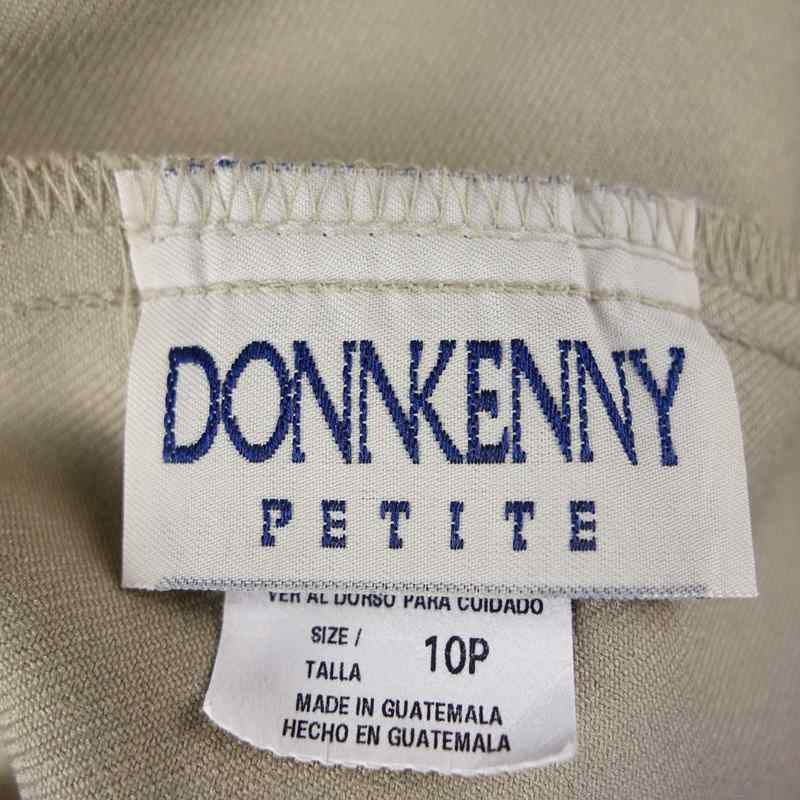 DONNKENNY
PETITE
VER AL DORSO PARA CUIDADO
SIZE / 10P
TALLA
MADE IN GUATEMALA
HECHO EN GUATEMALA